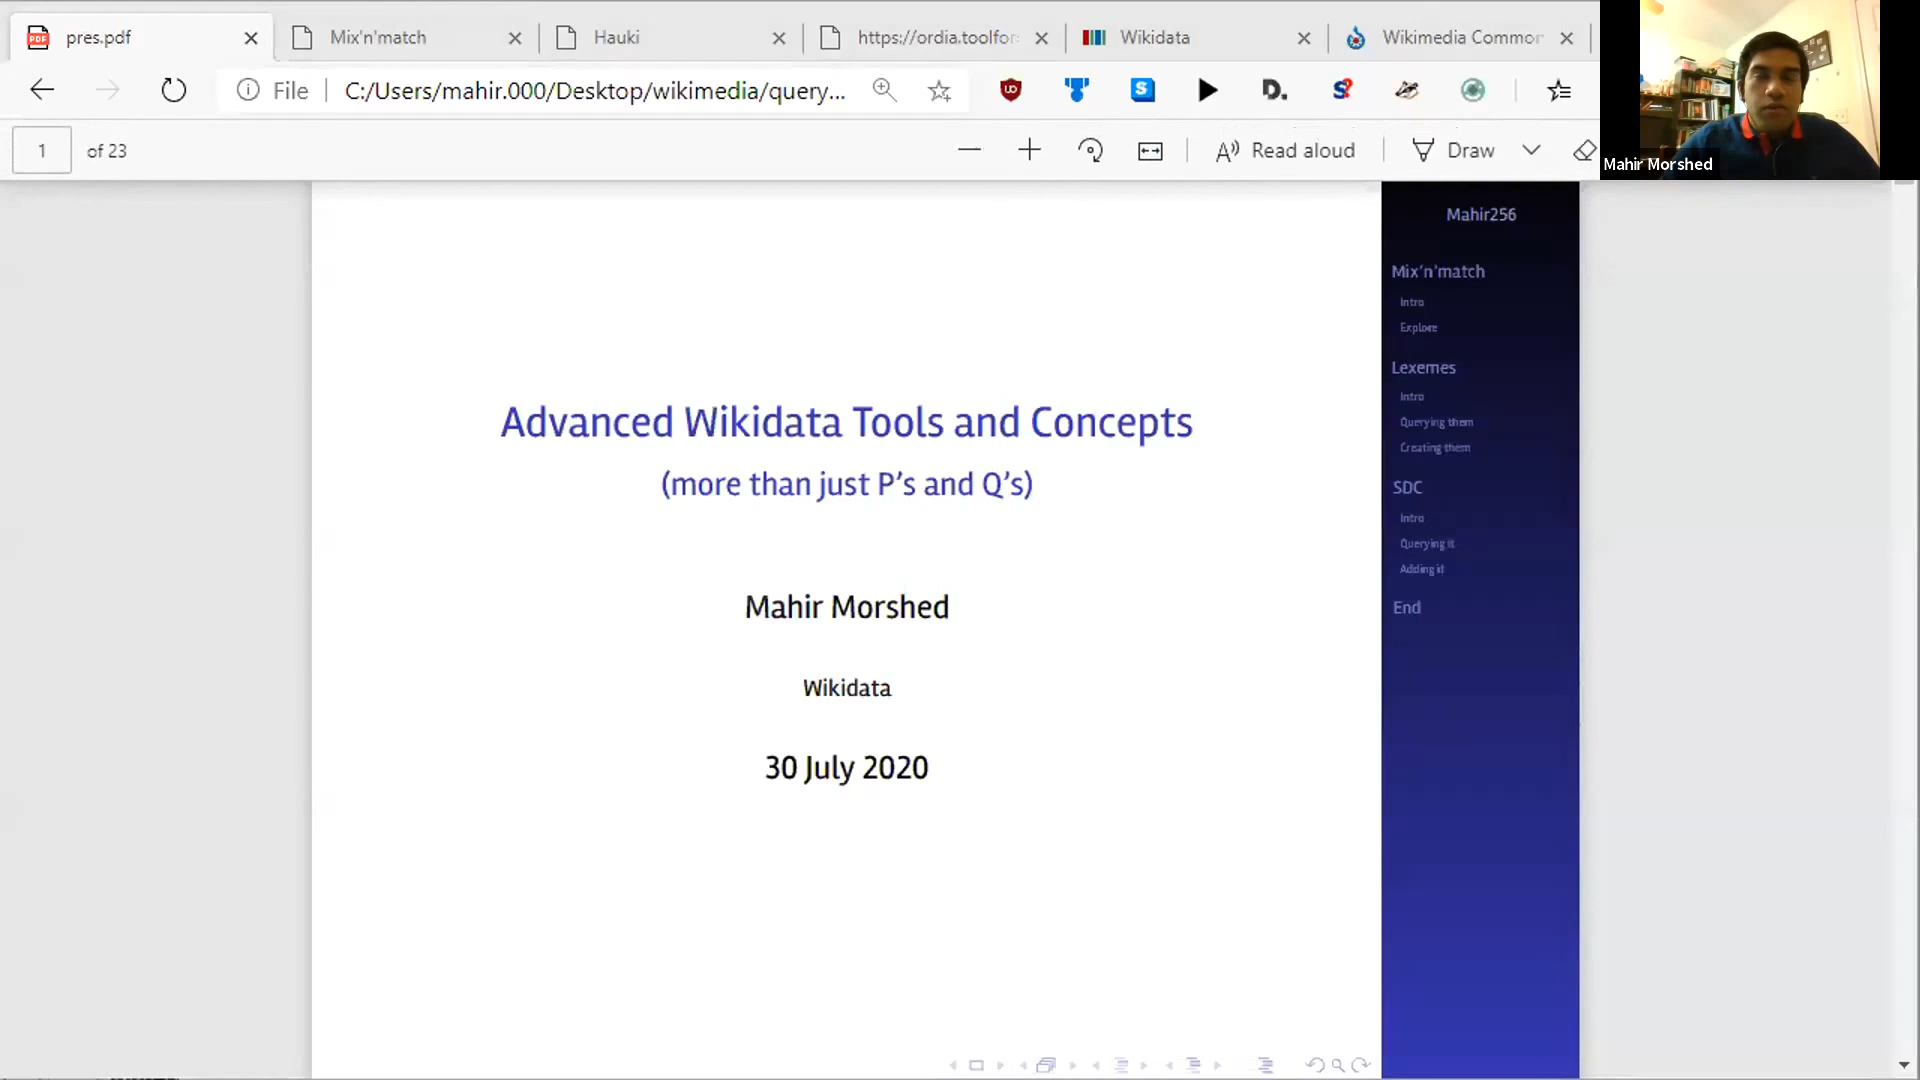 pres.pdf
Mix'n'match
Hauki
https://ordia.toolfor
Wikidata
Wikimedia Common
File
C:/Users/mahir.000/Desktop/wikimedia/query...
1
of 23
Read aloud
Draw
Mahir Morshed
Mahir256
Mix'n'match
Intro
Explore
Lexemes
Intro
Querying them
Creating them
SDC
Intro
Querying it
Adding it
End
Advanced Wikidata Tools and Concepts
(more than just P's and Q's)
Mahir Morshed
Wikidata
30 July 2020